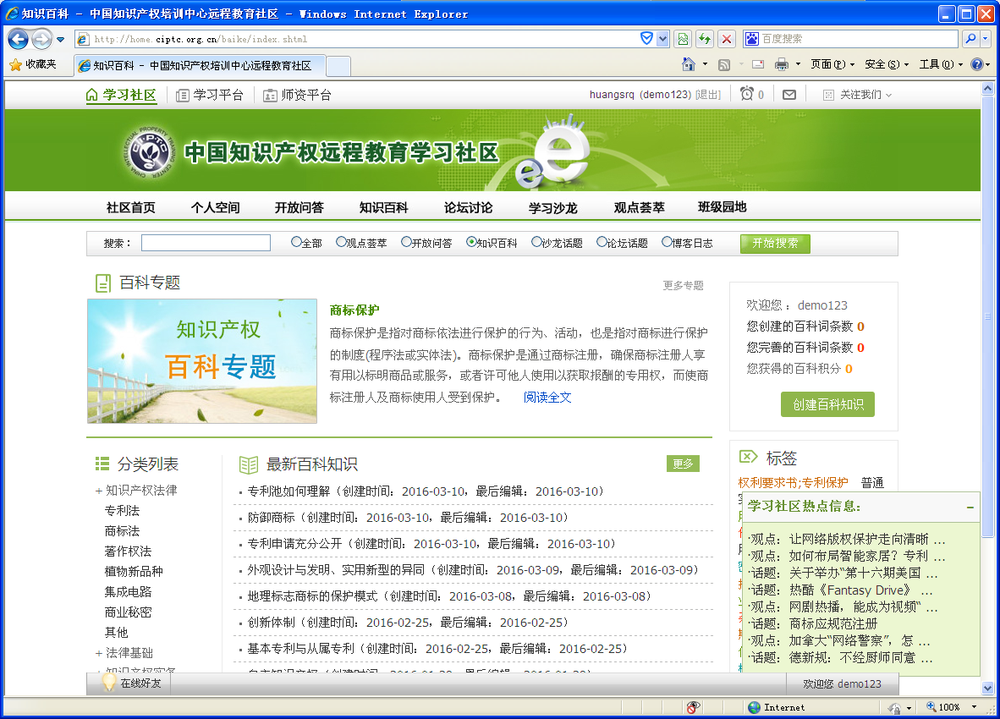 知识百科 - 中国知识产权培训中心远程教育社区 - Windows Internet Explorer
http://home.ciptc.org.cn/baike/index.shtml
百度搜索
收藏夹
知识百科 - 中国知识产权培训中心远程教育社区
页面(P)
安全(S)
工具(O)
学习社区
学习平台
师资平台
huangsrq (demo123) [退出]
0
关注我们
INTELLECTUAL PROPERTY
CIPTC
中国知识产权远程教育学习社区
社区首页
个人空间
开放问答
知识百科
论坛讨论
学习沙龙
观点荟萃
班级园地
搜索：
全部
观点荟萃
开放问答
知识百科
沙龙话题
论坛话题
博客日志
开始搜索
百科专题
更多专题
知识产权
百科专题
商标保护
商标保护是指对商标依法进行保护的行为、活动，也是指对商标进行保护
的制度(程序法或实体法)。商标保护是通过商标注册，确保商标注册人享
有用以标明商品或服务，或者许可他人使用以获取报酬的专用权，而使商
标注册人及商标使用人受到保护。 阅读全文
欢迎您： demo123
您创建的百科词条数 0
您完善的百科词条数 0
您获得的百科积分 0
创建百科知识
分类列表
+ 知识产权法律
专利法
商标法
著作权法
植物新品种
集成电路
商业秘密
其他
+ 法律基础
最新百科知识
更多
专利池如何理解（创建时间：2016-03-10，最后编辑：2016-03-10）
防御商标（创建时间：2016-03-10，最后编辑：2016-03-10）
专利申请充分公开（创建时间：2016-03-10，最后编辑：2016-03-10）
外观设计与发明、实用新型的异同（创建时间：2016-03-09，最后编辑：2016-03-09）
地理标志商标的保护模式（创建时间：2016-03-08，最后编辑：2016-03-08）
创新体制（创建时间：2016-02-25，最后编辑：2016-02-25）
基本专利与从属专利（创建时间：2016-02-25，最后编辑：2016-02-25）
标签
权利要求书;专利保护 普通
学习社区热点信息:
·观点：让网络版权保护走向清晰 ...
·观点：如何布局智能家居？专利 ...
·话题：关于举办“第十六期美国 ...
·话题：热酷《Fantasy Drive》 ...
·观点：网剧热播，能成为视频“ ...
·话题：商标应规范注册
·观点：加拿大“网络警察”，怎 ...
·话题：德新规：不经厨师同意 ...
在线好友
欢迎您 demo123
Internet
100%